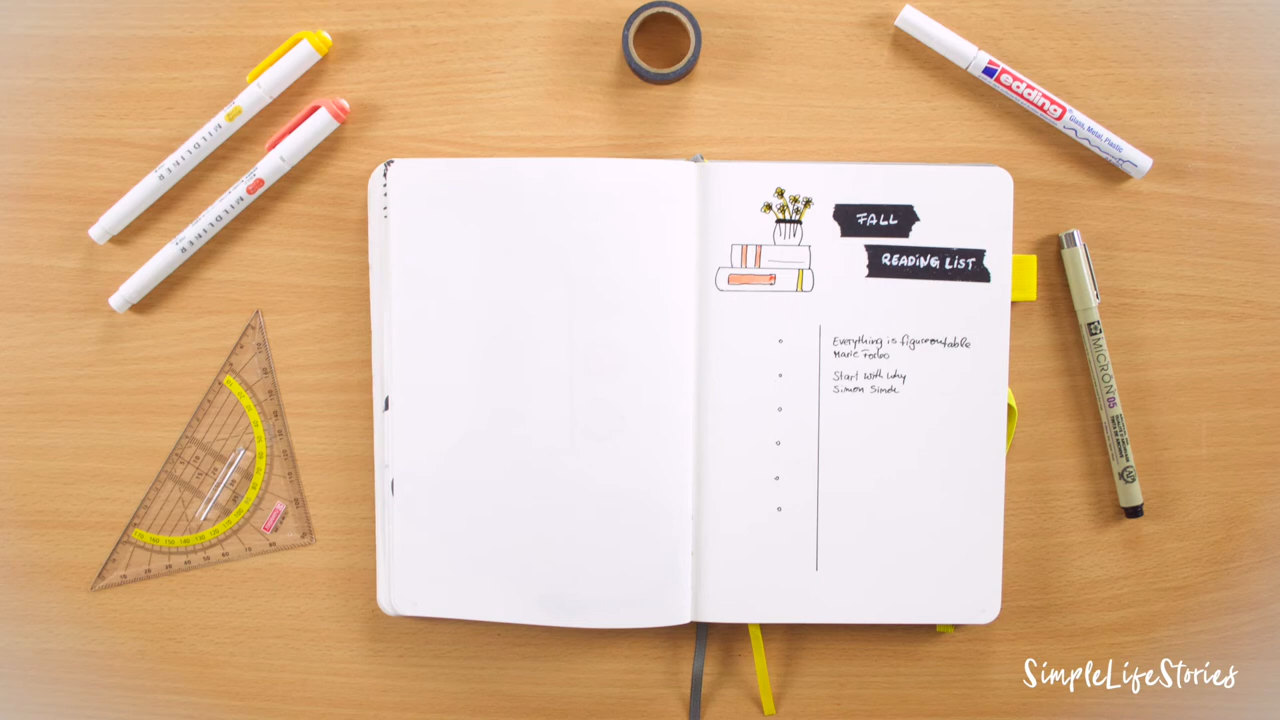 MILDLINER
MILDLINER
edding
Glass, Metal, Plastic
FALL
READING LIST
Everything is figureoutable
Marie Forleo
Start with why
Simon Sinek
MICRON 05
SimpleLifeStories